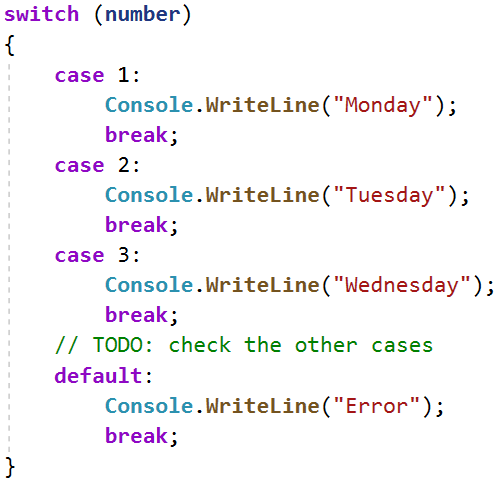 switch (number)
{
    case 1:
        Console.WriteLine("Monday");
        break;
    case 2:
        Console.WriteLine("Tuesday");
        break;
    case 3:
        Console.WriteLine("Wednesday");
        break;
    // TODO: check the other cases
    default:
        Console.WriteLine("Error");
        break;
}